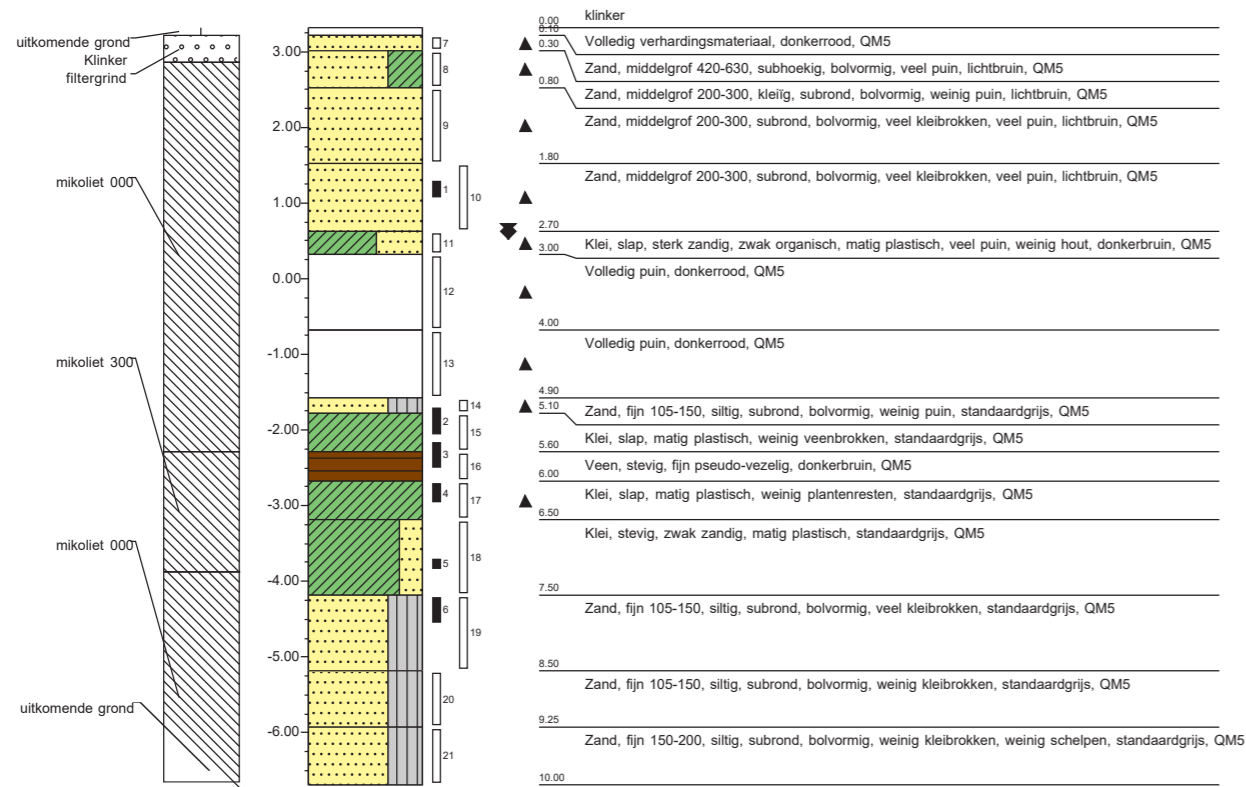 uitkomende grond
Klinker
filtergrind
mikoliet 000
mikoliet 300
mikoliet 000
uitkomende grond
3.00
2.00
1.00
0.00
-1.00
-2.00
-3.00
-4.00
-5.00
-6.00
7
8
9
1
10
11
12
13
14
2
15
3
16
4
17
18
5
6
19
20
21
0.00
klinker
0.10
Volledig verhardingsmateriaal, donkerrood, QM5
0.30
Zand, middelgrof 420-630, subhoekig, bolvormig, veel puin, lichtbruin, QM5
0.80
Zand, middelgrof 200-300, kleiïg, subrond, bolvormig, weinig puin, lichtbruin, QM5
Zand, middelgrof 200-300, subrond, bolvormig, veel kleibrokken, veel puin, lichtbruin, QM5
1.80
Zand, middelgrof 200-300, subrond, bolvormig, veel kleibrokken, veel puin, lichtbruin, QM5
2.70
Klei, slap, sterk zandig, zwak organisch, matig plastisch, veel puin, weinig hout, donkerbruin, QM5
3.00
Volledig puin, donkerrood, QM5
4.00
Volledig puin, donkerrood, QM5
4.90
Zand, fijn 105-150, siltig, subrond, bolvormig, weinig puin, standaardgrijs, QM5
5.10
Klei, slap, matig plastisch, weinig veenbrokken, standaardgrijs, QM5
5.60
Veen, stevig, fijn pseudo-vezelig, donkerbruin, QM5
6.00
Klei, slap, matig plastisch, weinig plantenresten, standaardgrijs, QM5
6.50
Klei, stevig, zwak zandig, matig plastisch, standaardgrijs, QM5
7.50
Zand, fijn 105-150, siltig, subrond, bolvormig, veel kleibrokken, standaardgrijs, QM5
8.50
Zand, fijn 105-150, siltig, subrond, bolvormig, weinig kleibrokken, standaardgrijs, QM5
9.25
Zand, fijn 150-200, siltig, subrond, bolvormig, weinig kleibrokken, weinig schelpen, standaardgrijs, QM5
10.00